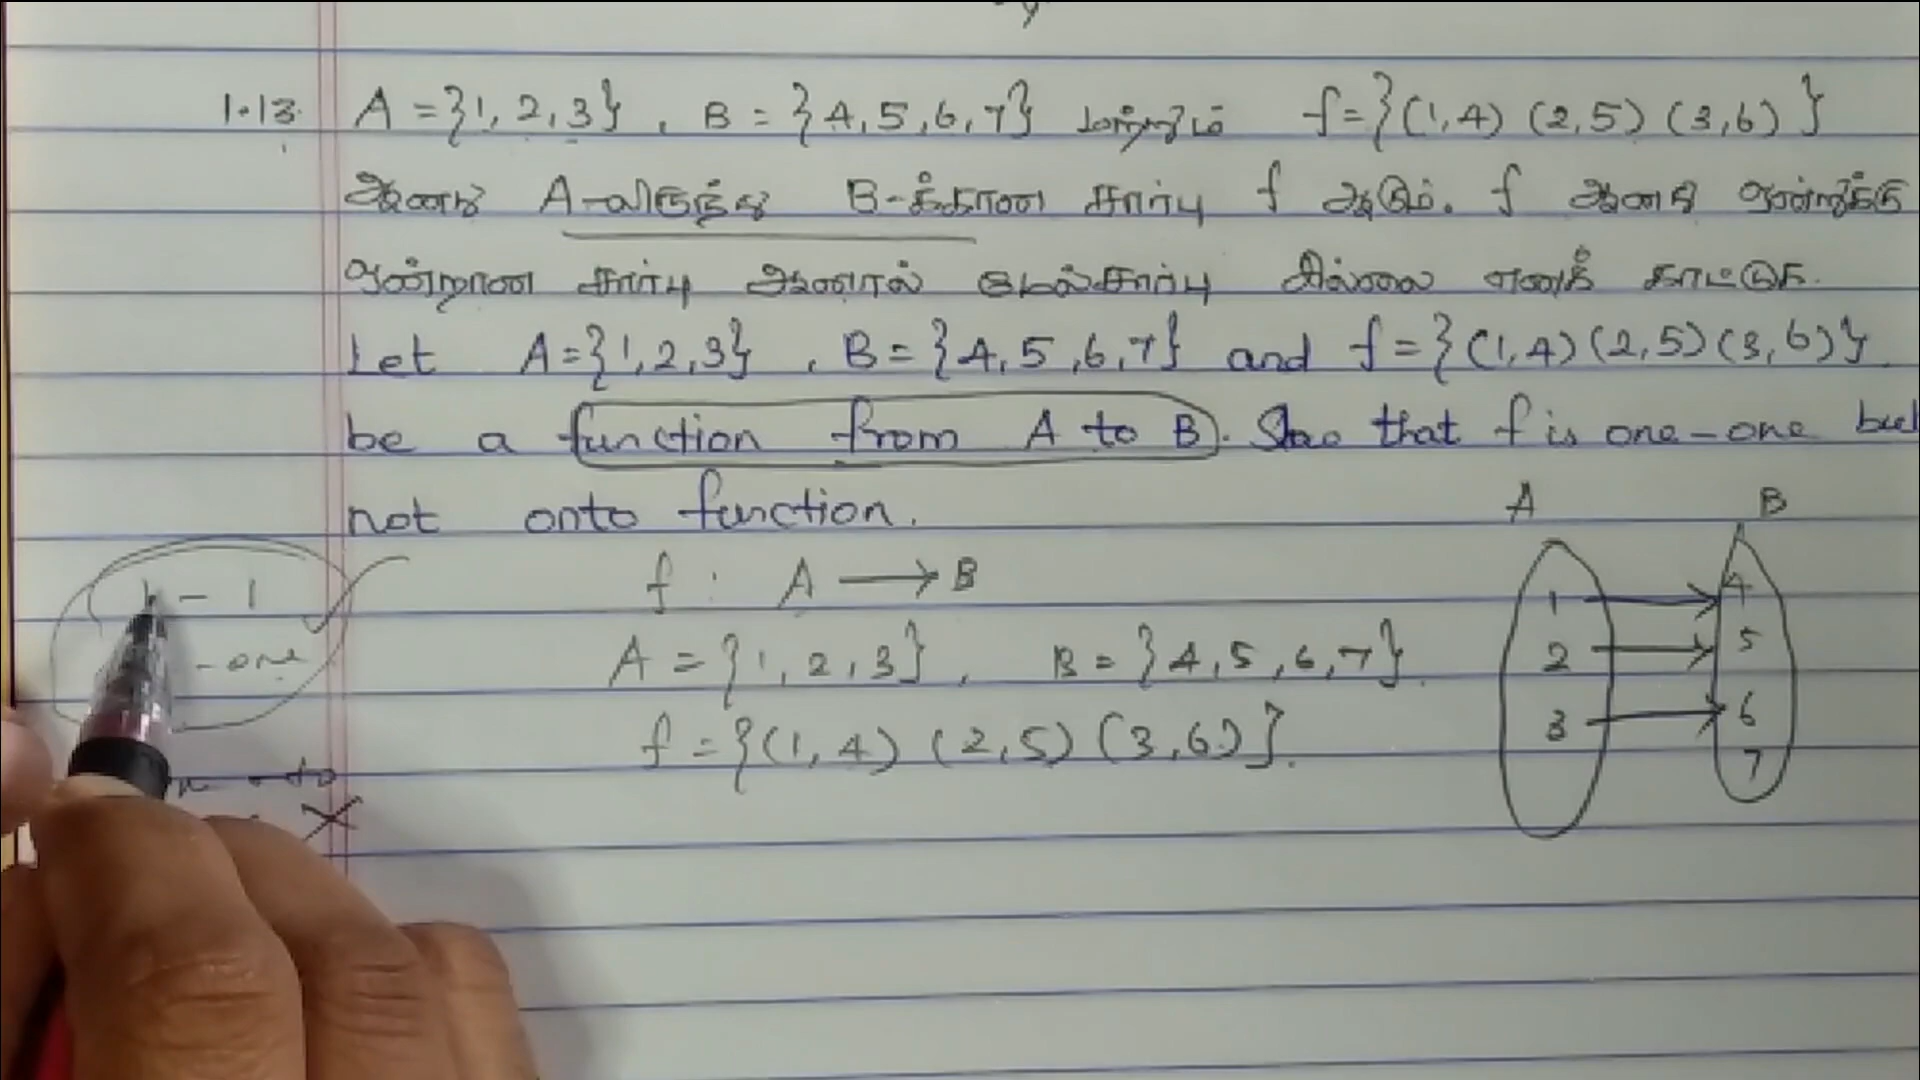 1.13. A = {1, 2, 3}, B = {4, 5, 6, 7} மற்றும் f = {(1,4) (2,5) (3,6)}
ஆனது A-லிருந்து B-க்கான சார்பு f ஆகும். f ஆனது ஒன்றுக்கு
ஒன்றான சார்பு ஆனால் மேல்சார்பு இல்லை எனக் காட்டுக.
Let A = {1, 2, 3}, B = {4, 5, 6, 7} and f = {(1,4) (2,5) (3,6)}
be a function from A to B. that f is one-one but
not onto function.
A B
f : A → B
1 - 1
- one
A = {1, 2, 3}, B = {4, 5, 6, 7}.
f = {(1,4) (2,5) (3,6)}.
1 → 4
2 → 5
3 → 6
7